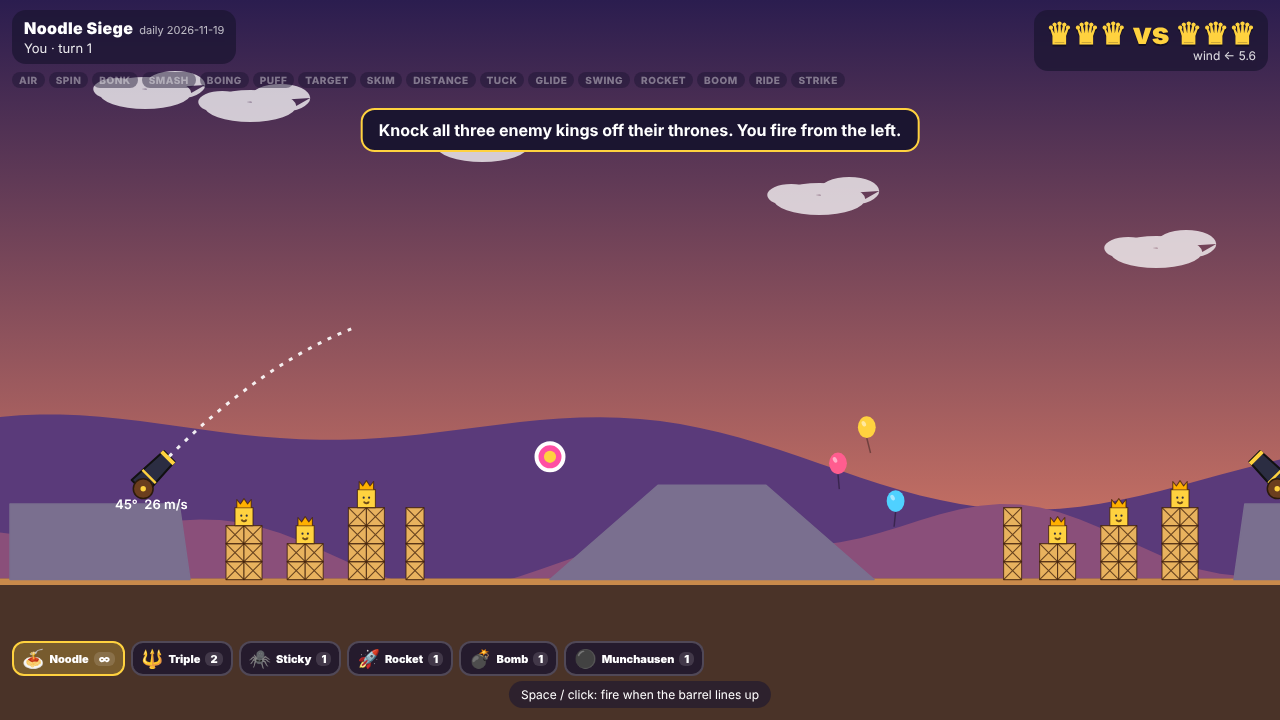 Noodle Siege daily 2026-11-19
You · turn 1
vs
wind ← 5.6
AIR SPIN BONK SMASH BOING PUFF TARGET SKIM DISTANCE TUCK GLIDE SWING ROCKET BOOM RIDE STRIKE
Knock all three enemy kings off their thrones. You fire from the left.
45° 26 m/s
Noodle ∞ Triple 2 Sticky 1 Rocket 1 Bomb 1 Munchausen 1
Space / click: fire when the barrel lines up